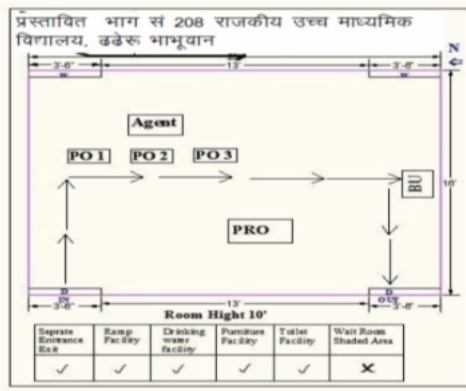 प्रस्तावित भाग सं 208 राजकीय उच्च माध्यमिक
विद्यालय, ढढेरू भाभूवान
N
3'-6" 13' 3'-6"
W W
Agent
PO 1 PO 2 PO 3
BU
16'
PRO
D D
IN OUT
3'-6" 13' 3'-6"
Room Hight 10'
Seprate Entrance Exit Ramp Facility Drinking water facility Furniture Facility Toilet Facility Wait Room Shaded Area
✓ ✓ ✓ ✓ ✓ ✗